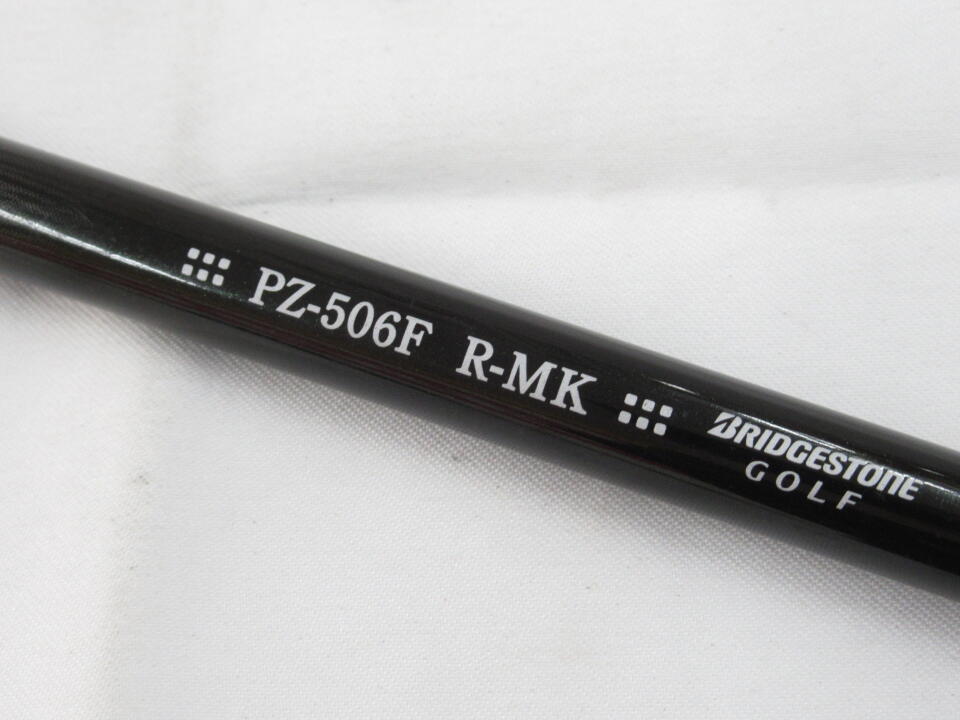 PZ-506F R-MK
BRIDGESTONE
GOLF